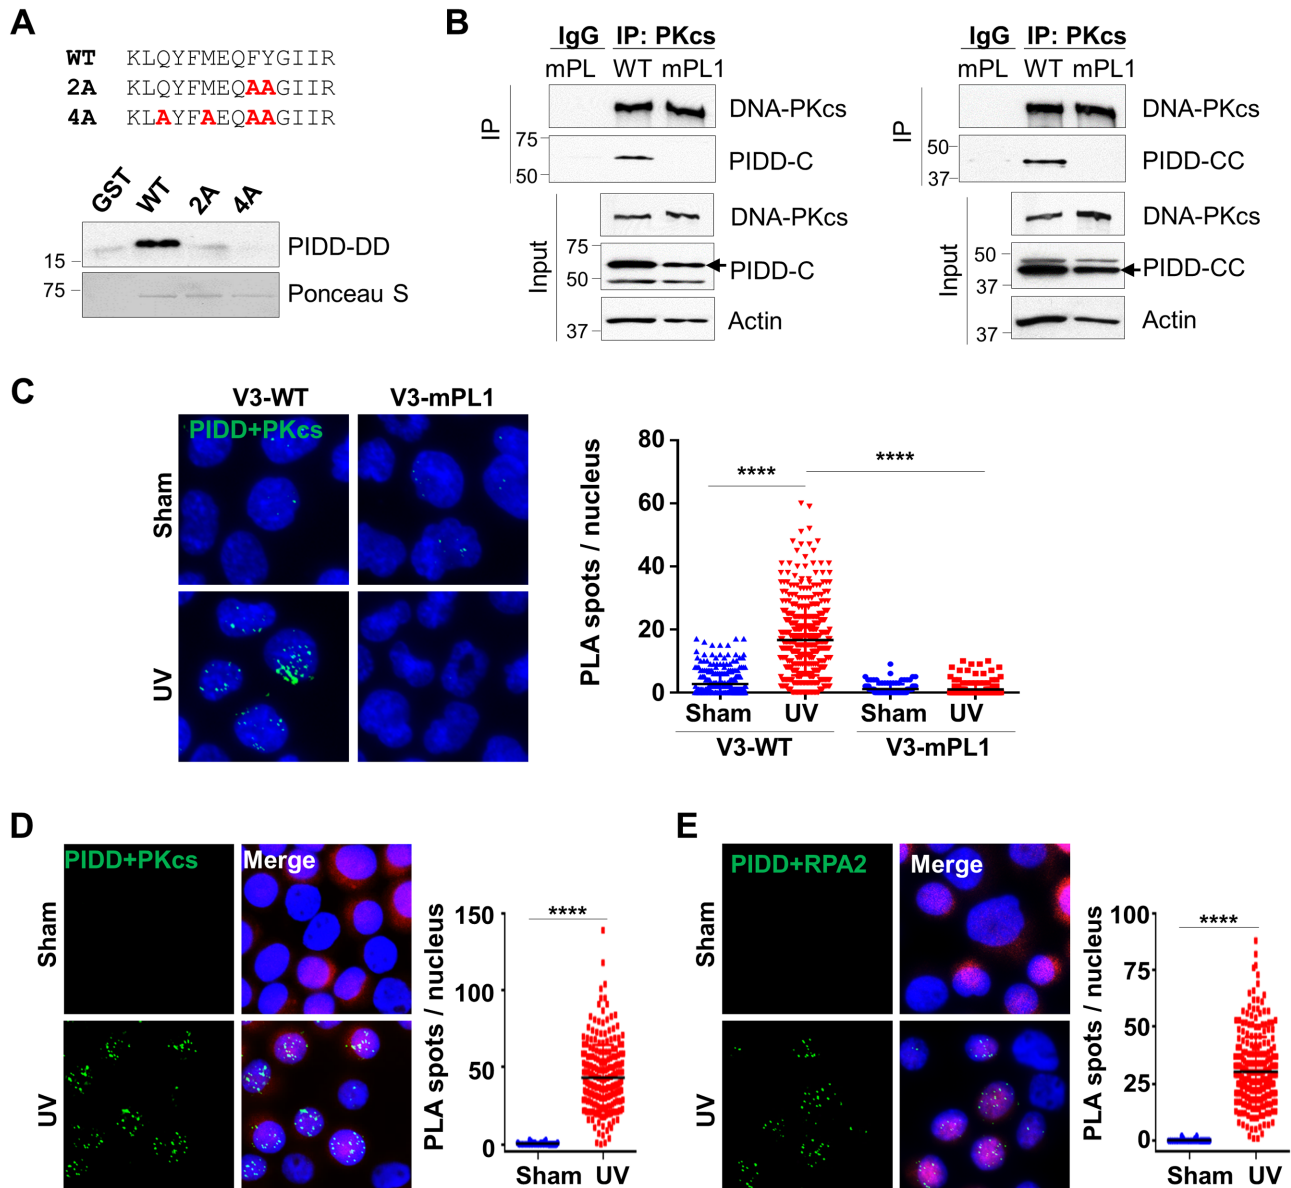 A
WT KLQYFMEQFYGIIR
2A KLQYFMEQAAGIIR
4A KLAYFAEQAAGIIR
GST WT 2A 4A
15 PIDD-DD
75 Ponceau S
B
IgG IP: PKcs
mPL WT mPL1
IP
DNA-PKcs
75
50
PIDD-C
Input
DNA-PKcs
75
50
PIDD-C
37
Actin
IgG IP: PKcs
mPL WT mPL1
IP
DNA-PKcs
50
37
PIDD-CC
Input
DNA-PKcs
50
37
PIDD-CC
37
Actin
C
V3-WT V3-mPL1
PIDD+PKcs
Sham
UV
PLA spots / nucleus
80
60
40
20
0
****
****
Sham UV Sham UV
V3-WT V3-mPL1
D
PIDD+PKcs Merge
Sham
UV
PLA spots / nucleus
150
100
50
0
****
Sham UV
E
PIDD+RPA2 Merge
Sham
UV
PLA spots / nucleus
100
75
50
25
0
****
Sham UV